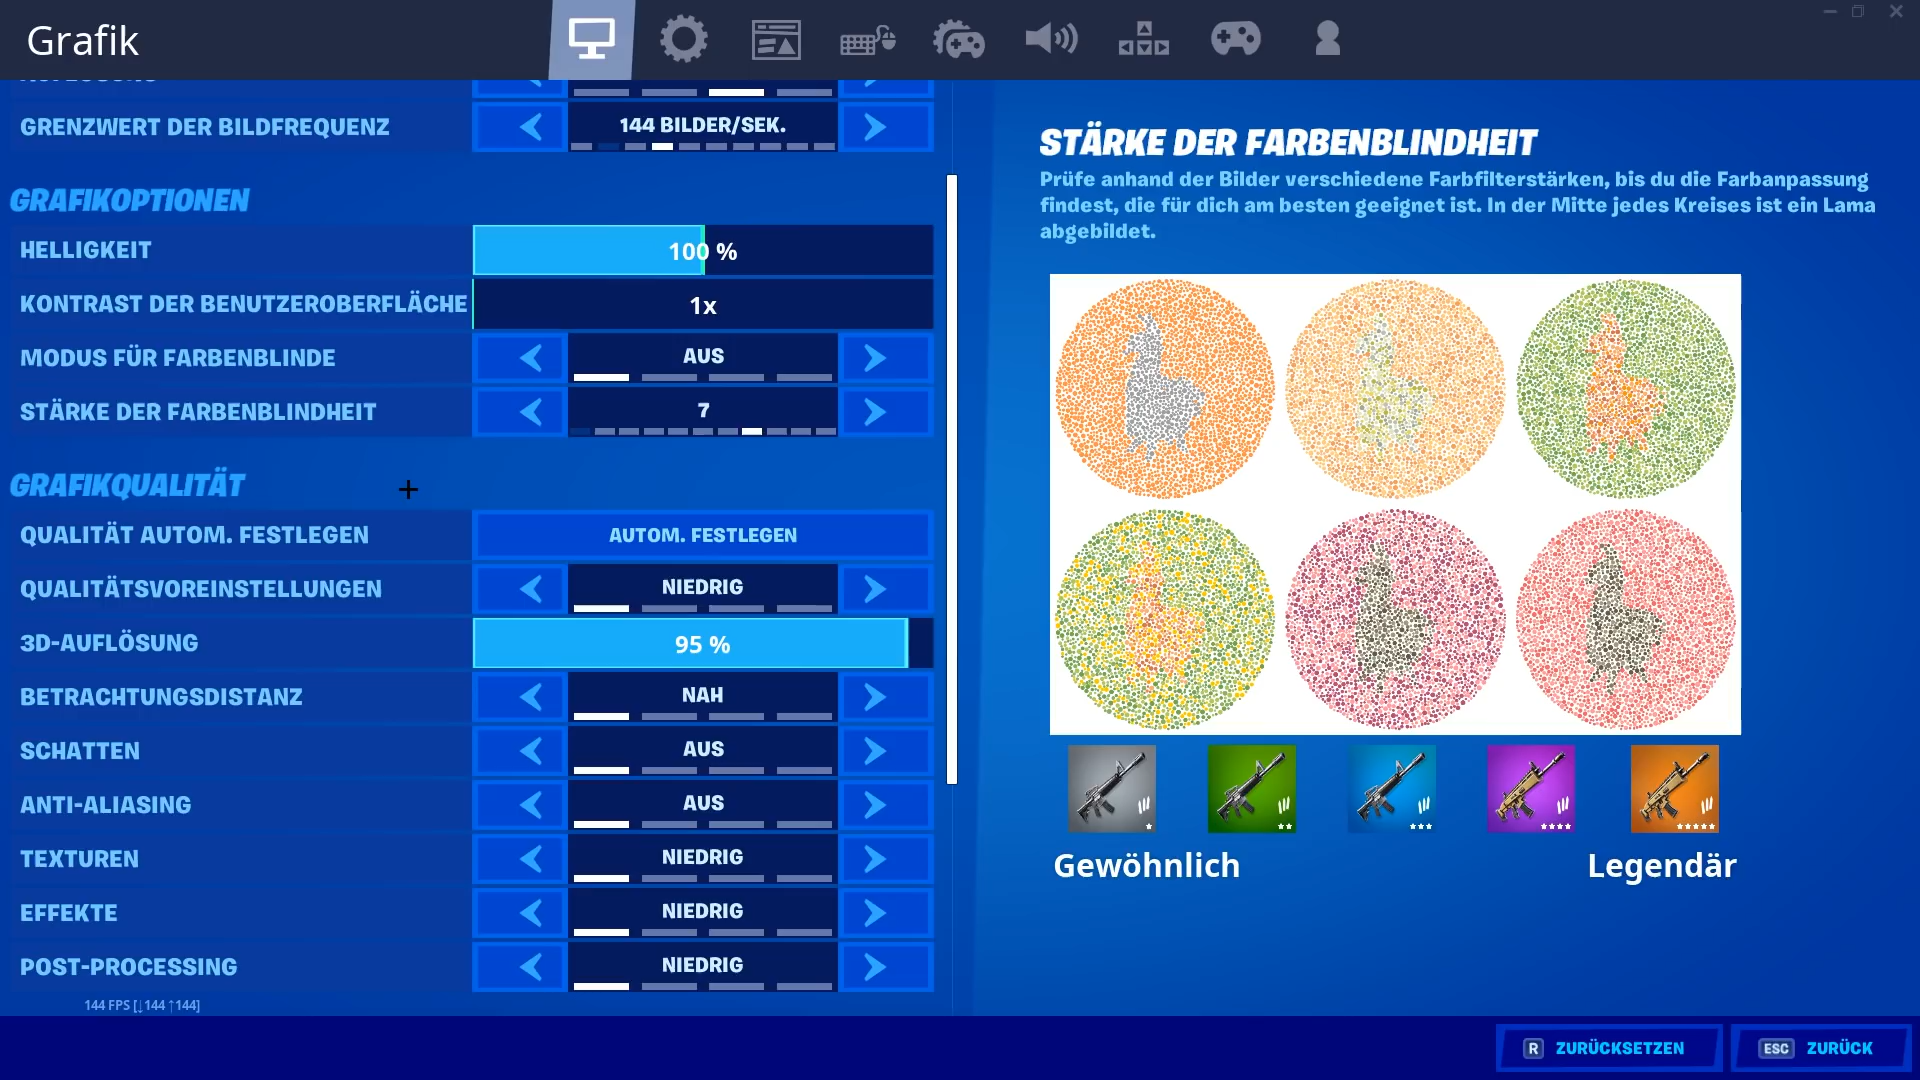 Grafik
GRENZWERT DER BILDFREQUENZ
144 BILDER/SEK.
GRAFIKOPTIONEN
HELLIGKEIT
100 %
KONTRAST DER BENUTZEROBERFLÄCHE
1x
MODUS FÜR FARBENBLINDE
AUS
STÄRKE DER FARBENBLINDHEIT
7
GRAFIKQUALITÄT
QUALITÄT AUTOM. FESTLEGEN
AUTOM. FESTLEGEN
QUALITÄTSVOREINSTELLUNGEN
NIEDRIG
3D-AUFLÖSUNG
95 %
BETRACHTUNGSDISTANZ
NAH
SCHATTEN
AUS
ANTI-ALIASING
AUS
TEXTUREN
NIEDRIG
EFFEKTE
NIEDRIG
POST-PROCESSING
NIEDRIG
144 FPS [↓144 ↑144]
STÄRKE DER FARBENBLINDHEIT
Prüfe anhand der Bilder verschiedene Farbfilterstärken, bis du die Farbanpassung
findest, die für dich am besten geeignet ist. In der Mitte jedes Kreises ist ein Lama
abgebildet.
Gewöhnlich
Legendär
R ZURÜCKSETZEN
ESC ZURÜCK